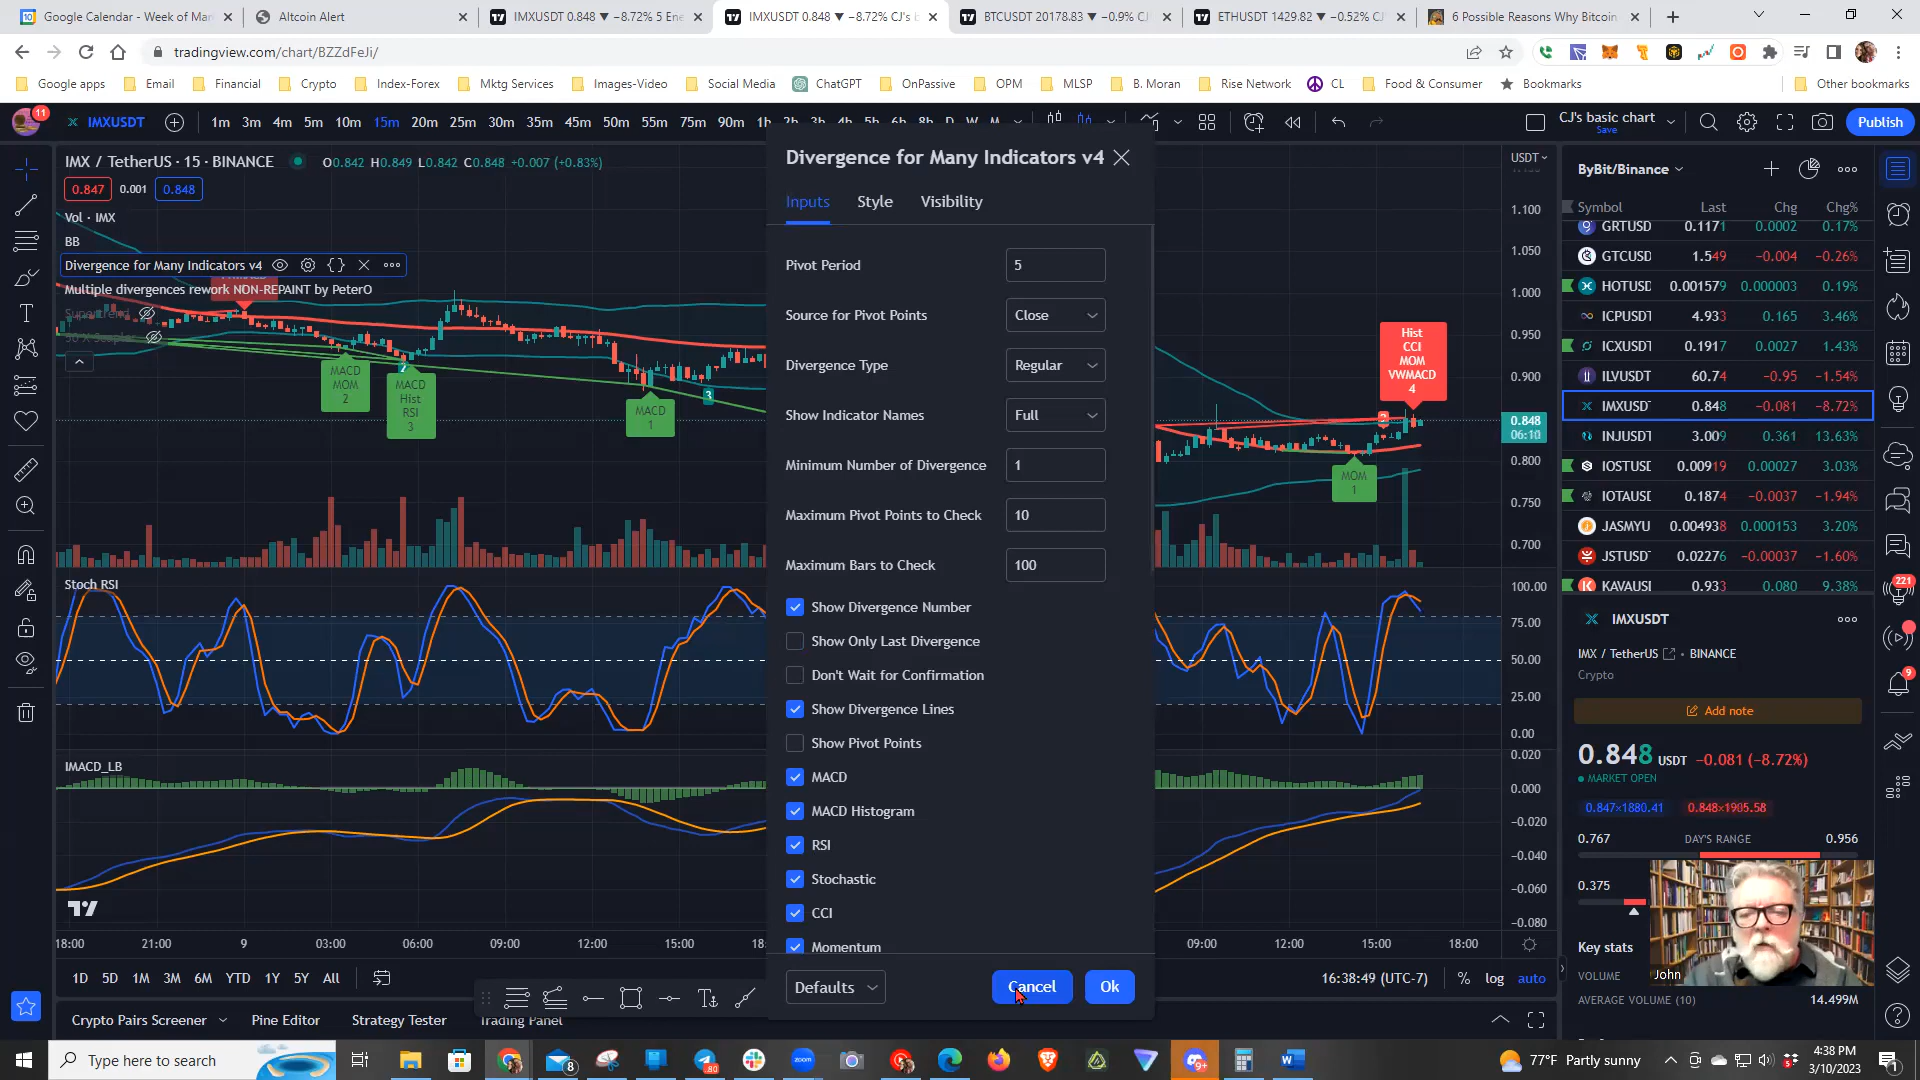 Google Calendar - Week of Mar
Altcoin Alert
IMXUSDT 0.848 ▼ −8.72% 5 Ene
IMXUSDT 0.848 ▼ −8.72% CJ's b
BTCUSDT 20178.83 ▼ −0.9% CJ'
ETHUSDT 1429.82 ▼ −0.52% CJ'
6 Possible Reasons Why Bitcoin
tradingview.com/chart/BZZdFeJi/
Google apps
Email
Financial
Crypto
Index-Forex
Mktg Services
Images-Video
Social Media
ChatGPT
OnPassive
OPM
MLSP
B. Moran
Rise Network
CL
Food & Consumer
Bookmarks
Other bookmarks
11
IMXUSDT
1m 3m 4m 5m 10m 15m 20m 25m 30m 35m 45m 50m 55m 75m 90m 1h 2h 3h 4h 5h 6h 8h D W M
CJ's basic chart
Save
Publish
IMX / TetherUS · 15 · BINANCE
O0.842 H0.849 L0.842 C0.848 +0.007 (+0.83%)
0.847 0.001 0.848
Vol · IMX
BB
Divergence for Many Indicators v4
Multiple divergences rework NON-REPAINT by PeterO
Supertrend
MACD
MOM
2
MACD
Hist
RSI
3
MACD
1
3
Hist
CCI
MOM
VWMACD
4
MOM
1
USDT
1.100
1.050
1.000
0.950
0.900
0.848
06:10
0.800
0.750
0.700
Stoch RSI
100.00
75.00
50.00
25.00
0.00
IMACD_LB
0.020
0.000
−0.020
−0.040
−0.060
−0.080
18:00 21:00 9 03:00 06:00 09:00 12:00 15:00 18: 09:00 12:00 15:00 18:00
1D 5D 1M 3M 6M YTD 1Y 5Y All
16:38:49 (UTC-7) % log auto
Crypto Pairs Screener
Pine Editor
Strategy Tester
Trading Panel
Divergence for Many Indicators v4
Inputs Style Visibility
Pivot Period 5
Source for Pivot Points Close
Divergence Type Regular
Show Indicator Names Full
Minimum Number of Divergence 1
Maximum Pivot Points to Check 10
Maximum Bars to Check 100
Show Divergence Number
Show Only Last Divergence
Don't Wait for Confirmation
Show Divergence Lines
Show Pivot Points
MACD
MACD Histogram
RSI
Stochastic
CCI
Momentum
Defaults Cancel Ok
ByBit/Binance
Symbol Last Chg Chg%
GRTUSD 0.1171 0.0002 0.17%
GTCUSD 1.549 −0.004 −0.26%
HOTUSD 0.001579 0.000003 0.19%
ICPUSDT 4.933 0.165 3.46%
ICXUSDT 0.1917 0.0027 1.43%
ILVUSDT 60.74 −0.95 −1.54%
IMXUSD 0.848 −0.081 −8.72%
INJUSDT 3.009 0.361 13.63%
IOSTUSD 0.00919 0.00027 3.03%
IOTAUSD 0.1874 −0.0037 −1.94%
JASMYU 0.004938 0.000153 3.20%
JSTUSD 0.02276 −0.00037 −1.60%
KAVAUSI 0.933 0.080 9.38%
IMXUSDT
IMX / TetherUS • BINANCE
Crypto
Add note
0.848 USDT −0.081 (−8.72%)
MARKET OPEN
0.847×1880.41 0.848×1905.58
0.767 DAY'S RANGE 0.956
0.375
Key stats
VOLUME
AVERAGE VOLUME (10) 14.499M
John
221
9
Type here to search
8
80
9+
77°F Partly sunny
4:38 PM
3/10/2023
1